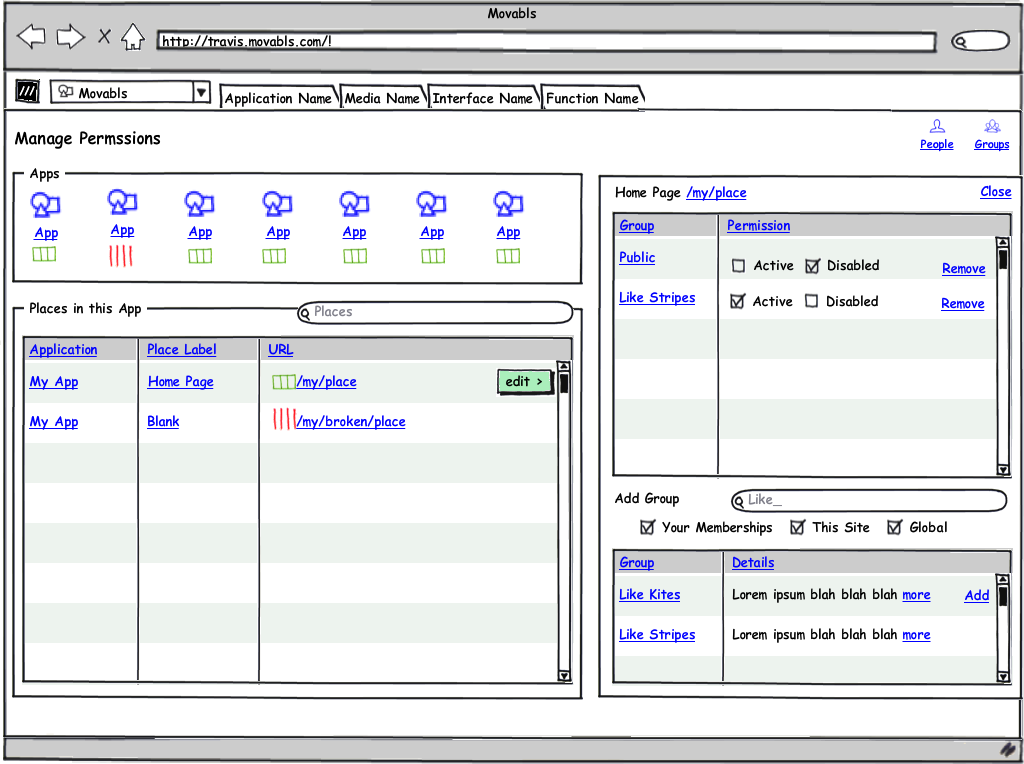 Movabls
http://travis.movabls.com/!
Movabls
Application Name
Media Name
Interface Name
Function Name
Manage Permssions
People
Groups
Apps
App
App
App
App
App
App
App
Places in this App
Places
Application
Place Label
URL
My App
Home Page
/my/place
edit >
My App
Blank
/my/broken/place
Home Page /my/place
Close
Group
Permission
Public
Active
Disabled
Remove
Like Stripes
Active
Disabled
Remove
Add Group
Like_
Your Memberships
This Site
Global
Group
Details
Like Kites
Lorem ipsum blah blah blah more
Add
Like Stripes
Lorem ipsum blah blah blah more